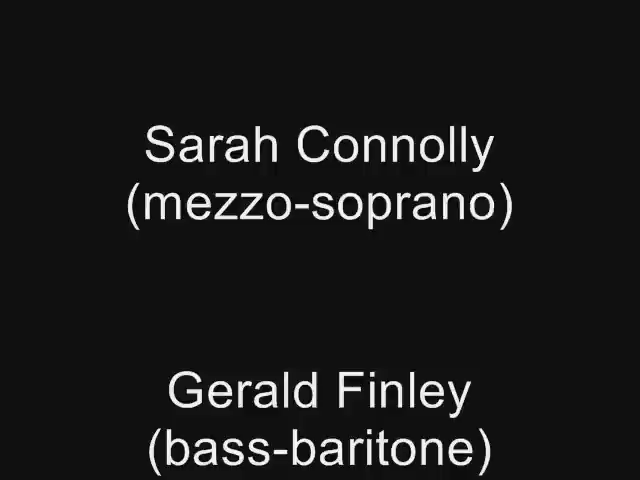 Sarah Connolly
(mezzo-soprano)
Gerald Finley
(bass-baritone)